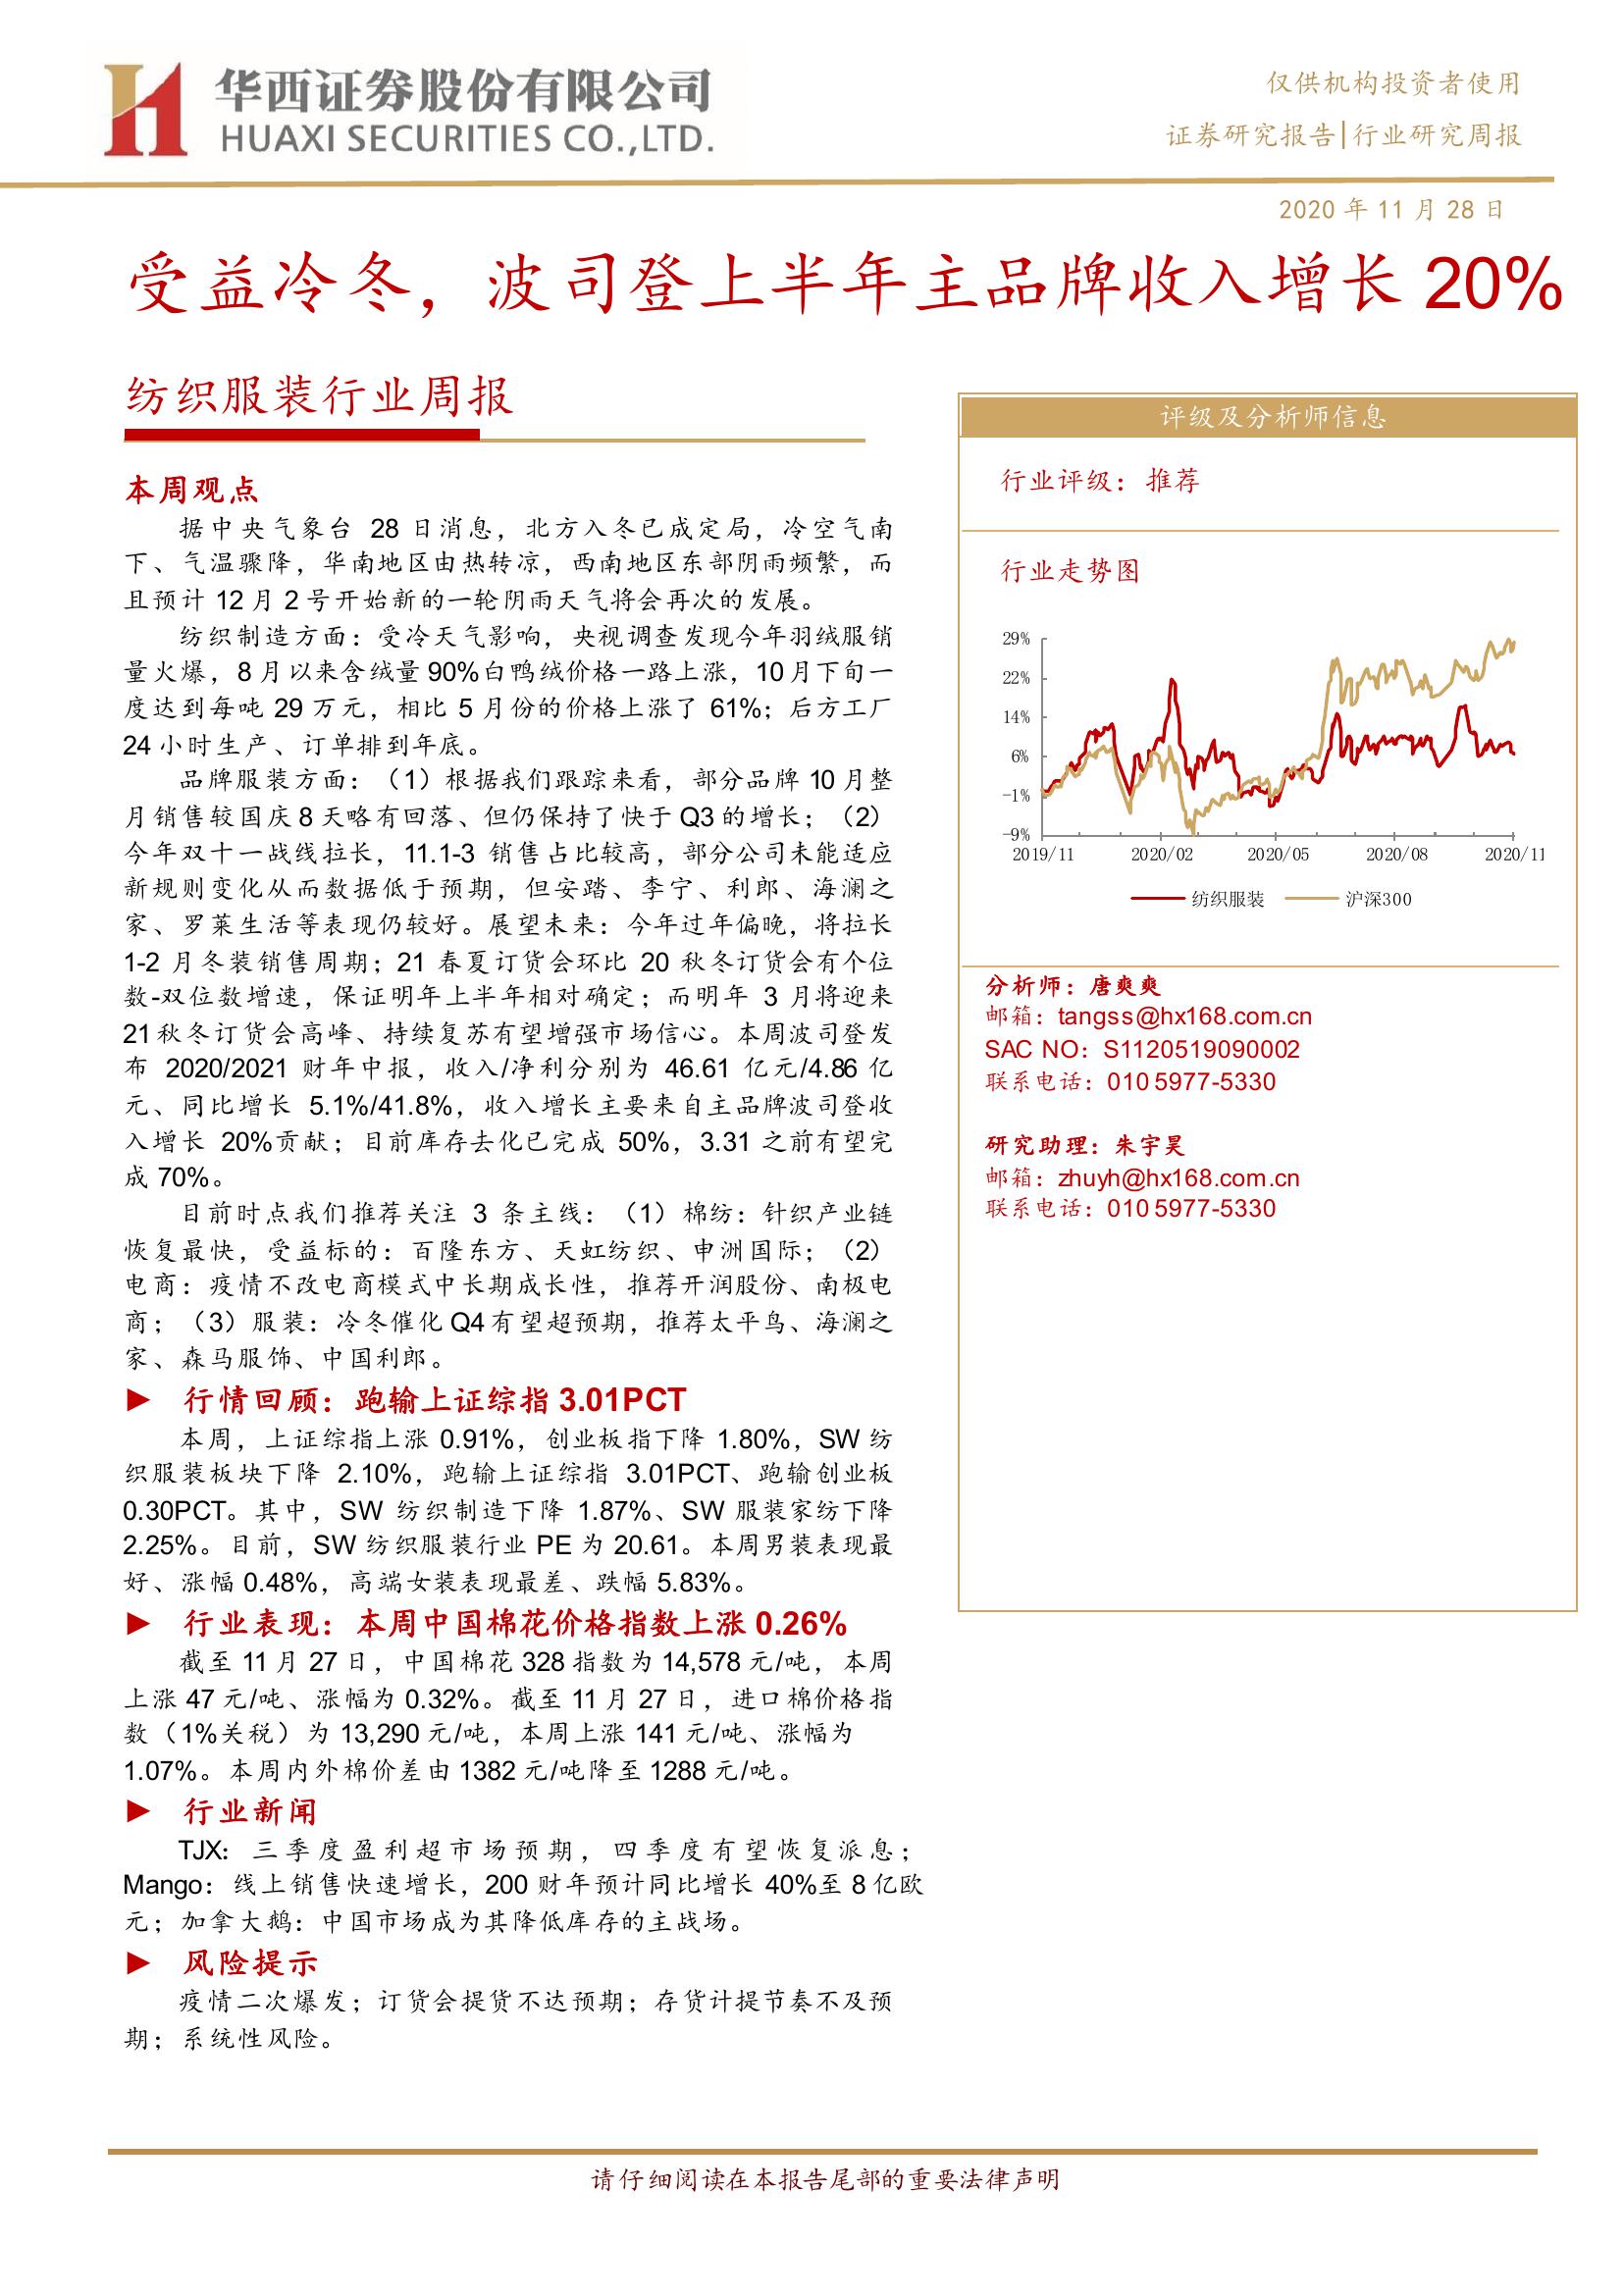 华西证券股份有限公司
HUAXI SECURITIES CO.,LTD.
仅供机构投资者使用
证券研究报告|行业研究周报
2020 年 11 月 28 日
受益冷冬，波司登上半年主品牌收入增长 20%
纺织服装行业周报
本周观点
据中央气象台 28 日消息，北方入冬已成定局，冷空气南
下、气温骤降，华南地区由热转凉，西南地区东部阴雨频繁，而
且预计 12 月 2 号开始新的一轮阴雨天气将会再次的发展。
纺织制造方面：受冷天气影响，央视调查发现今年羽绒服销
量火爆，8 月以来含绒量 90%白鸭绒价格一路上涨，10 月下旬一
度达到每吨 29 万元，相比 5 月份的价格上涨了 61%；后方工厂
24 小时生产、订单排到年底。
品牌服装方面：（1）根据我们跟踪来看，部分品牌 10 月整
月销售较国庆 8 天略有回落、但仍保持了快于 Q3 的增长；（2）
今年双十一战线拉长，11.1-3 销售占比较高，部分公司未能适应
新规则变化从而数据低于预期，但安踏、李宁、利郎、海澜之
家、罗莱生活等表现仍较好。展望未来：今年过年偏晚，将拉长
1-2 月冬装销售周期；21 春夏订货会环比 20 秋冬订货会有个位
数-双位数增速，保证明年上半年相对确定；而明年 3 月将迎来
21 秋冬订货会高峰、持续复苏有望增强市场信心。本周波司登发
布 2020/2021 财年中报，收入/净利分别为 46.61 亿元/4.86 亿
元、同比增长 5.1%/41.8%，收入增长主要来自主品牌波司登收
入增长 20%贡献；目前库存去化已完成 50%，3.31 之前有望完
成 70%。
目前时点我们推荐关注 3 条主线：（1）棉纺：针织产业链
恢复最快，受益标的：百隆东方、天虹纺织、申洲国际；（2）
电商：疫情不改电商模式中长期成长性，推荐开润股份、南极电
商；（3）服装：冷冬催化 Q4 有望超预期，推荐太平鸟、海澜之
家、森马服饰、中国利郎。
► 行情回顾：跑输上证综指 3.01PCT
本周，上证综指上涨 0.91%，创业板指下降 1.80%，SW 纺
织服装板块下降 2.10%，跑输上证综指 3.01PCT、跑输创业板
0.30PCT。其中，SW 纺织制造下降 1.87%、SW 服装家纺下降
2.25%。目前，SW 纺织服装行业 PE 为 20.61。本周男装表现最
好、涨幅 0.48%，高端女装表现最差、跌幅 5.83%。
► 行业表现：本周中国棉花价格指数上涨 0.26%
截至 11 月 27 日，中国棉花 328 指数为 14,578 元/吨，本周
上涨 47 元/吨、涨幅为 0.32%。截至 11 月 27 日，进口棉价格指
数（1%关税）为 13,290 元/吨，本周上涨 141 元/吨、涨幅为
1.07%。本周内外棉价差由 1382 元/吨降至 1288 元/吨。
► 行业新闻
TJX：三季度盈利超市场预期，四季度有望恢复派息；
Mango：线上销售快速增长，200 财年预计同比增长 40%至 8 亿欧
元；加拿大鹅：中国市场成为其降低库存的主战场。
► 风险提示
疫情二次爆发；订货会提货不达预期；存货计提节奏不及预
期；系统性风险。
评级及分析师信息
行业评级：推荐
行业走势图
29%
22%
14%
6%
-1%
-9%
2019/11 2020/02 2020/05 2020/08 2020/11
纺织服装 沪深300
分析师：唐爽爽
邮箱：tangss@hx168.com.cn
SAC NO：S1120519090002
联系电话：010 5977-5330
研究助理：朱宇昊
邮箱：zhuyh@hx168.com.cn
联系电话：010 5977-5330
请仔细阅读在本报告尾部的重要法律声明